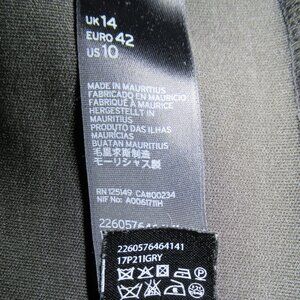 UK 14
EURO 42
US 10
MADE IN MAURITIUS
FABRICADO EN MAURICIO
FABRIQUÉ À MAURICE
HERGESTELLT IN
MAURITIUS
PRODUTO DAS ILHAS
MAURÍCIAS
BUATAN MAURITIUS
毛里求斯制造
モーリシャス製
RN 125149 CA#00234
NIF No: A0061711H
2260576464141
2260576464141
17P21IGRY